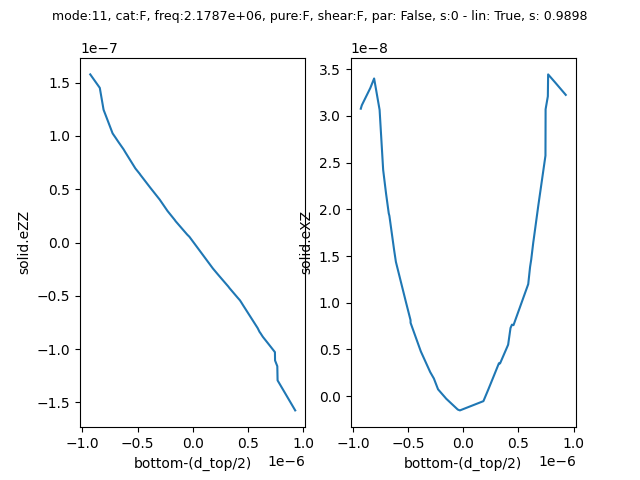 mode:11, cat:F, freq:2.1787e+06, pure:F, shear:F, par: False, s:0 - lin: True, s: 0.9898
1e−7
1.5
1.0
0.5
0.0
−0.5
−1.0
−1.5
solid.eZZ
−1.0
−0.5
0.0
0.5
1.0
bottom-(d_top/2)
1e−6
1e−8
3.5
3.0
2.5
2.0
1.5
1.0
0.5
0.0
solid.eXZ
−1.0
−0.5
0.0
0.5
1.0
bottom-(d_top/2)
1e−6